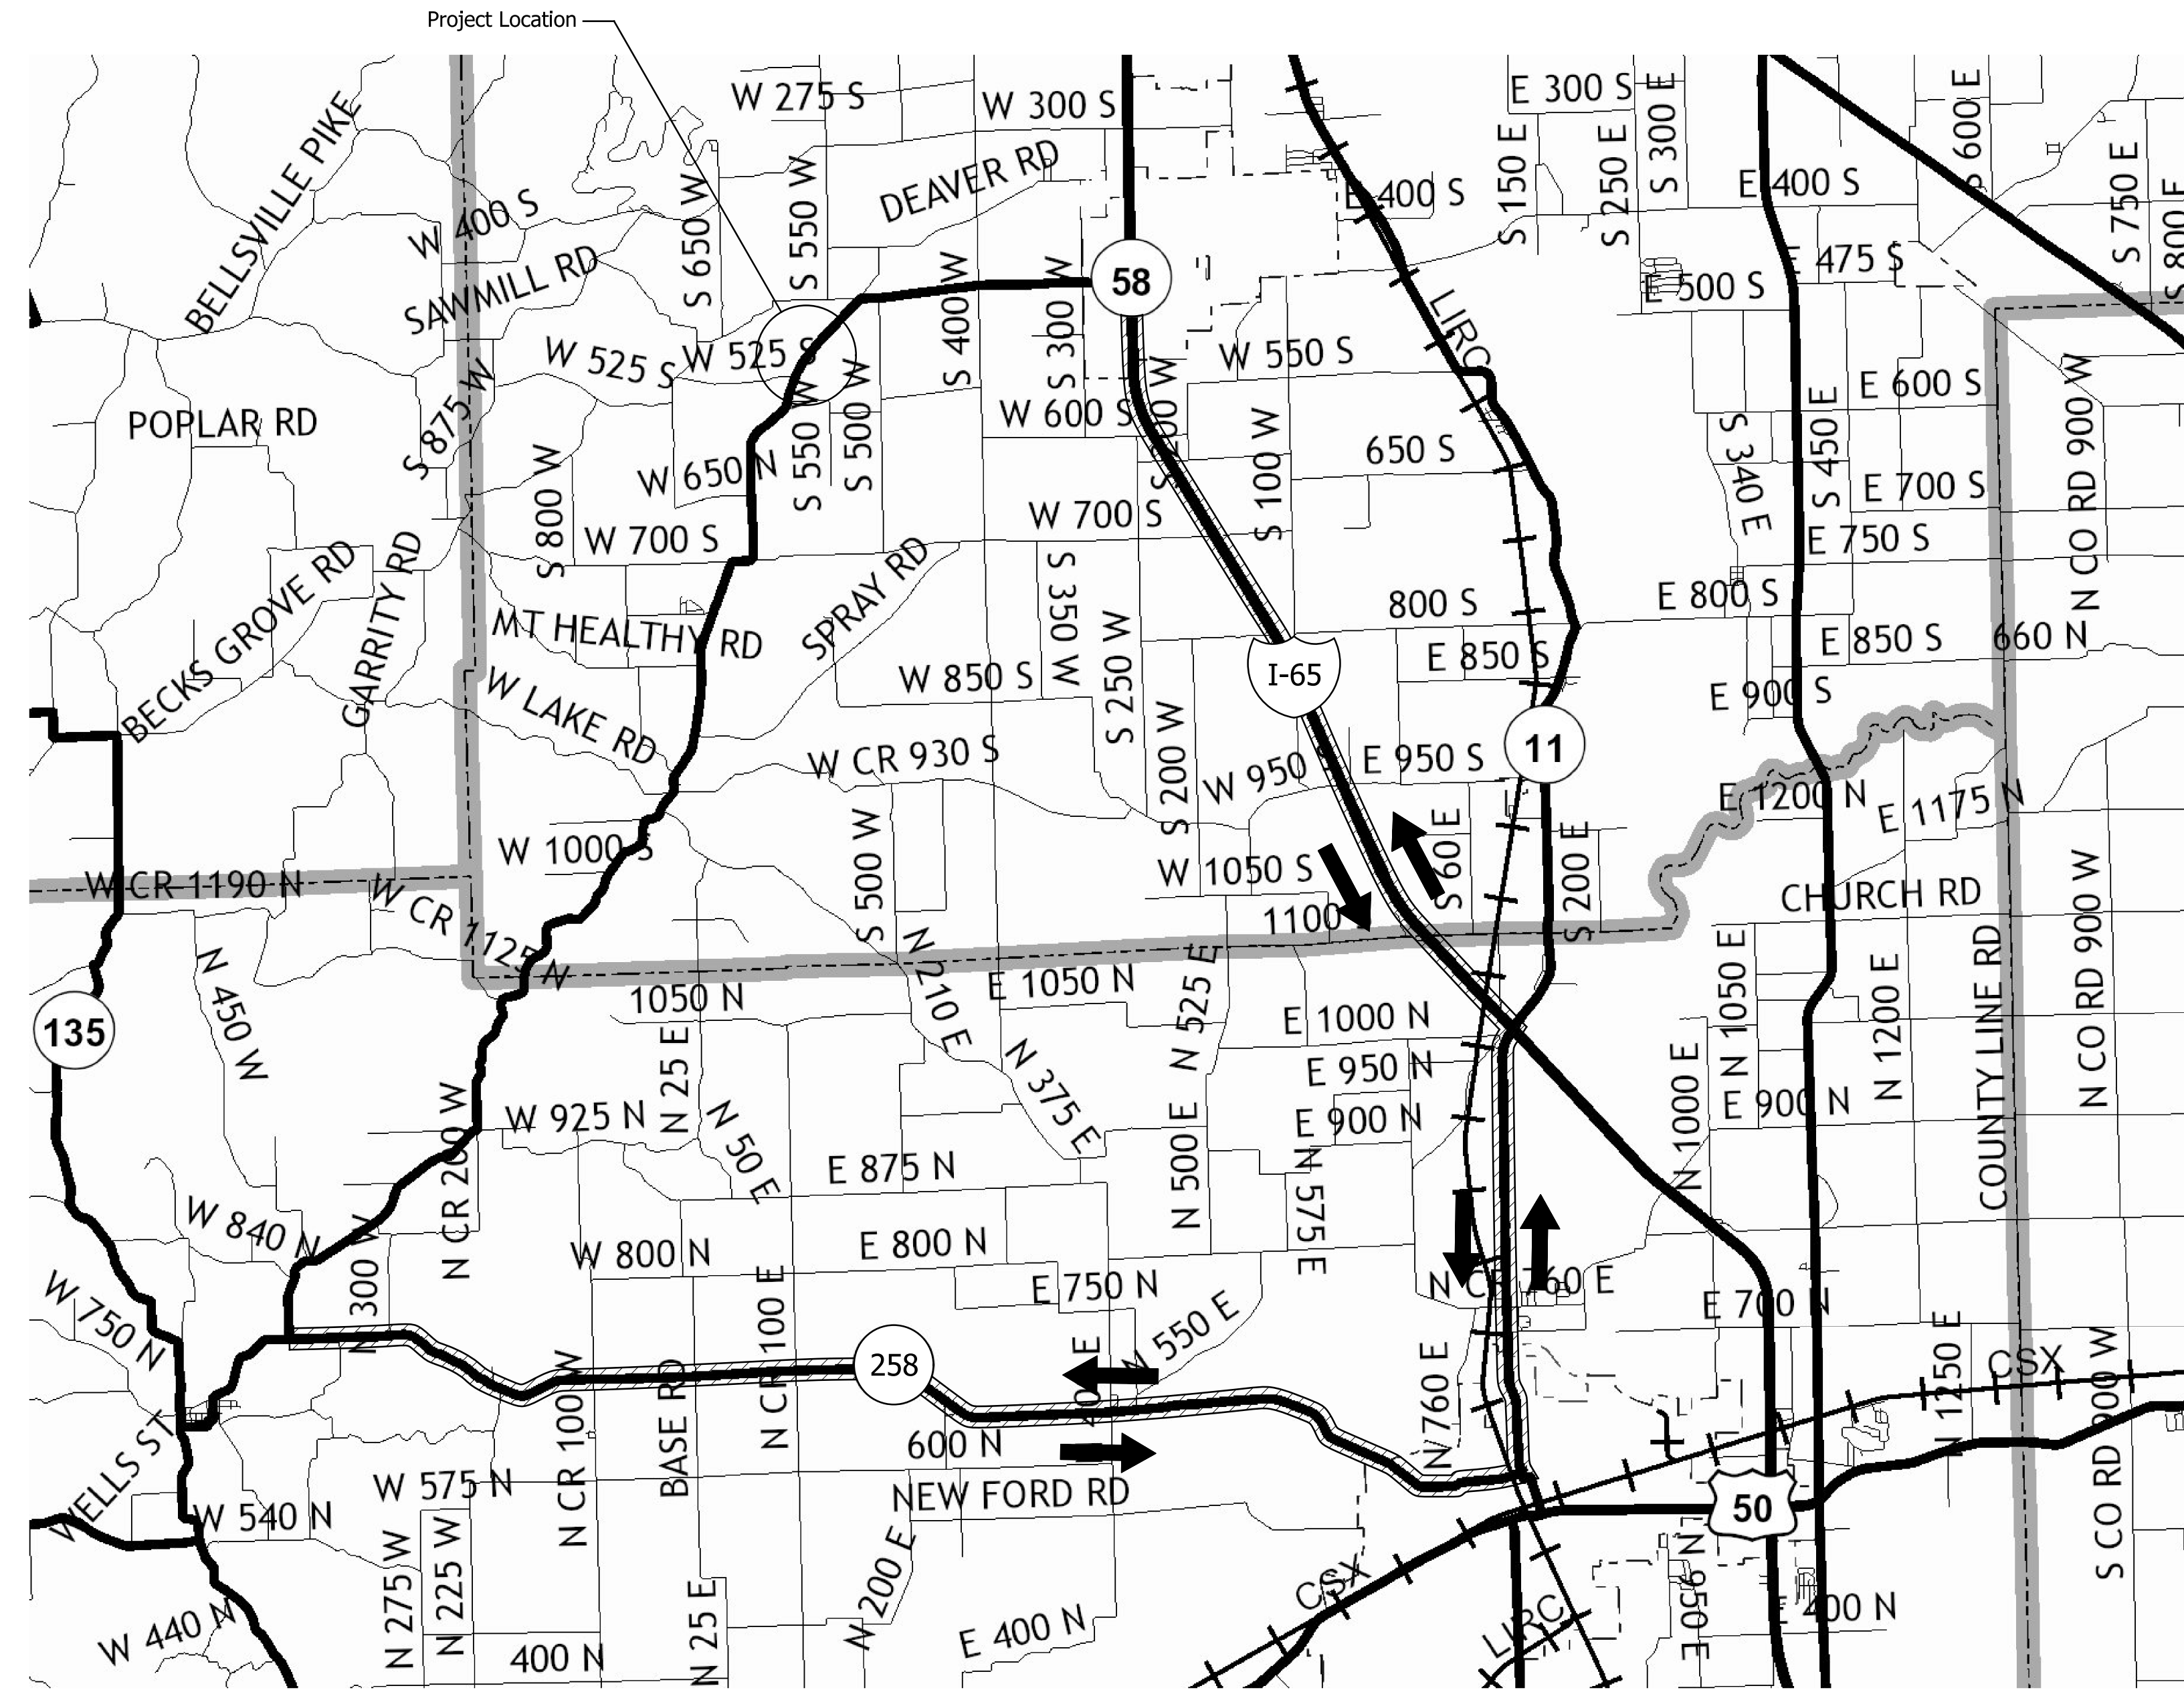 Project Location
W 275 S
W 300 S
E 300 S
S 300 E
S 600 E
BELLSVILLE PIKE
DEAVER RD
S 150 E
S 250 E
S 750 E
W 400 S
S 650 W
S 550 W
E 400 S
E 400 S
S 800 E
SAWMILL RD
S 400 W
S 300 W
58
E 475 S
E 500 S
LIRC
W 525 S
W 525 S
W 550 S
S 875 W
S 500 W
S 200 W
E 600 S
N CO RD 900 W
POPLAR RD
W 600 S
S 100 W
650 S
S 340 E
S 450 E
S 800 W
W 650 N
S 550 W
E 700 S
W 700 S
W 700 S
E 750 S
BECKS GROVE RD
GARRITY RD
MT HEALTHY RD
SPRAY RD
S 350 W
S 250 W
800 S
E 800 S
E 850 S
E 850 S
660 N
I-65
W LAKE RD
W 850 S
E 900 S
11
W CR 930 S
S 200 W
W 950 S
E 950 S
E 1200 N
E 1175 N
W 1000 S
S 500 W
S 60 E
S 200 E
W 1050 S
W CR 1190 N
W CR 1125 N
1100
CHURCH RD
N 450 W
1050 N
N 210 E
E 1050 N
N 525 E
N 1050 E
N 1200 E
COUNTY LINE RD
N CO RD 900 W
135
E 1000 N
N 25 E
N 375 E
E 950 N
N 1000 E
E 900 N
N CR 200 W
W 925 N
N 50 E
E 900 N
N 500 E
N 575 E
E 875 N
W 840 N
W 800 N
E 800 N
N 300 W
N CR 100 E
E 750 N
N CR 760 E
E 700 N
W 750 N
N 550 E
258
N 1250 E
CSX
N CR 100 W
BASE RD
N 760 E
600 N
WELLS ST
W 575 N
NEW FORD RD
50
S CO RD 900 W
W 540 N
N 275 W
N 225 W
N 200 E
CSX
LIRC
N 950 E
E 400 N
W 440 N
400 N
N 25 E
E 400 N